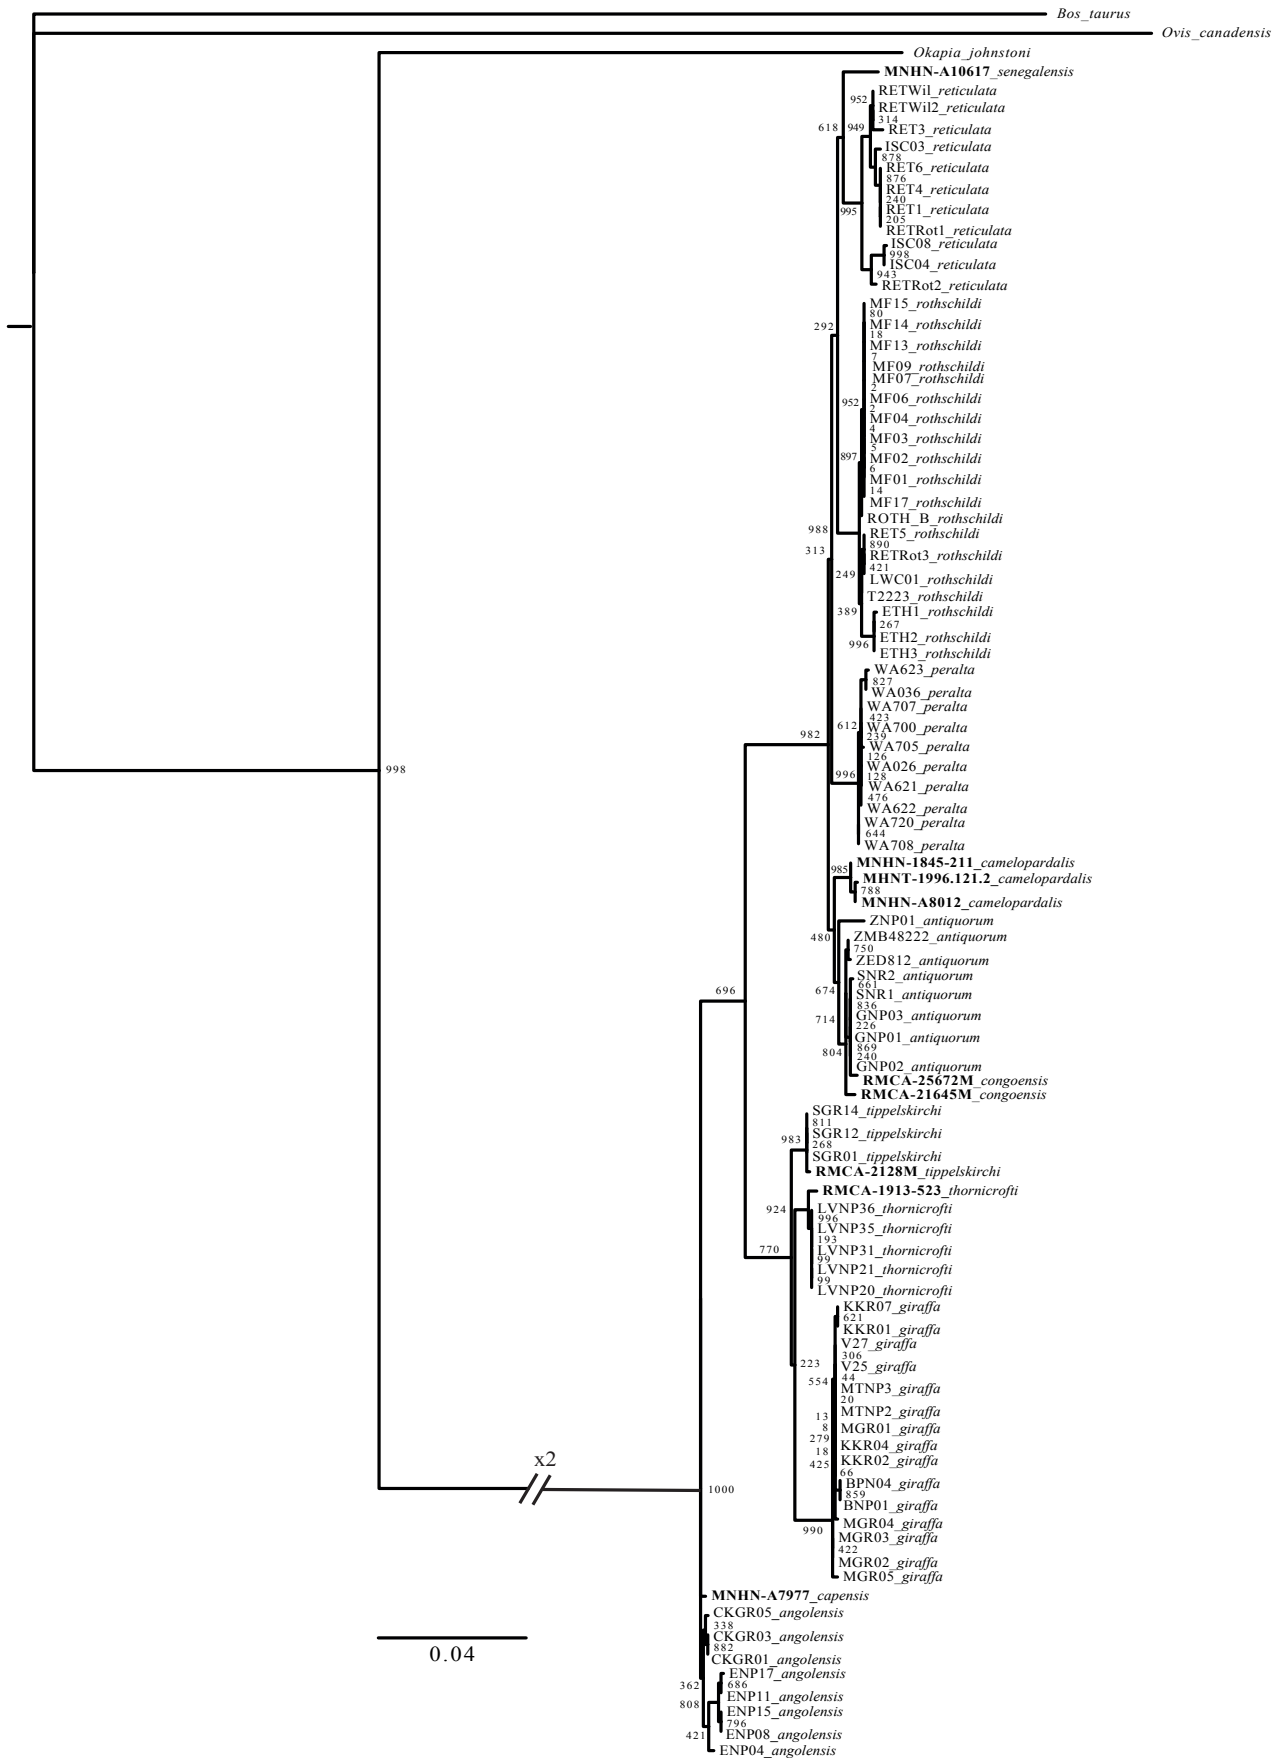 Bos_taurus
Ovis_canadensis
Okapia_johnstoni
MNHN-A10617_senegalensis
RETWil_reticulata
952
RETWil2_reticulata
314
618
949
RET3_reticulata
ISC03_reticulata
878
RET6_reticulata
876
RET4_reticulata
240
995
RET1_reticulata
205
RETRot1_reticulata
ISC08_reticulata
998
ISC04_reticulata
943
RETRot2_reticulata
MF15_rothschildi
80
292
MF14_rothschildi
18
MF13_rothschildi
7
MF09_rothschildi
MF07_rothschildi
2
MF06_rothschildi
952
2
MF04_rothschildi
4
MF03_rothschildi
5
897
MF02_rothschildi
6
MF01_rothschildi
14
MF17_rothschildi
ROTH_B_rothschildi
988
RET5_rothschildi
890
313
RETRot3_rothschildi
421
249
LWC01_rothschildi
T2223_rothschildi
389
ETH1_rothschildi
267
996
ETH2_rothschildi
ETH3_rothschildi
WA623_peralta
827
WA036_peralta
WA707_peralta
423
612
WA700_peralta
239
982
WA705_peralta
126
WA026_peralta
128
996
WA621_peralta
476
998
WA622_peralta
WA720_peralta
644
WA708_peralta
MNHN-1845-211_camelopardalis
985
MHNT-1996.121.2_camelopardalis
788
MNHN-A8012_camelopardalis
ZNP01_antiquorum
480
ZMB48222_antiquorum
750
ZED812_antiquorum
SNR2_antiquorum
661
696
674
SNR1_antiquorum
836
GNP03_antiquorum
714
226
GNP01_antiquorum
869
804
240
GNP02_antiquorum
RMCA-25672M_congoensis
RMCA-21645M_congoensis
SGR14_tippelskirchi
811
983
SGR12_tippelskirchi
268
SGR01_tippelskirchi
RMCA-2128M_tippelskirchi
RMCA-1913-523_thornicrofti
924
LVNP36_thornicrofti
996
LVNP35_thornicrofti
193
770
LVNP31_thornicrofti
99
LVNP21_thornicrofti
99
LVNP20_thornicrofti
KKR07_giraffa
621
KKR01_giraffa
V27_giraffa
306
223
V25_giraffa
44
554
MTNP3_giraffa
20
13
MTNP2_giraffa
8
MGR01_giraffa
279
18
KKR04_giraffa
425
KKR02_giraffa
66
x2
BPN04_giraffa
859
1000
BNP01_giraffa
990
MGR04_giraffa
MGR03_giraffa
422
MGR02_giraffa
MGR05_giraffa
MNHN-A7977_capensis
CKGR05_angolensis
338
CKGR03_angolensis
882
0.04
CKGR01_angolensis
ENP17_angolensis
362
686
808
ENP11_angolensis
ENP15_angolensis
796
421
ENP08_angolensis
ENP04_angolensis